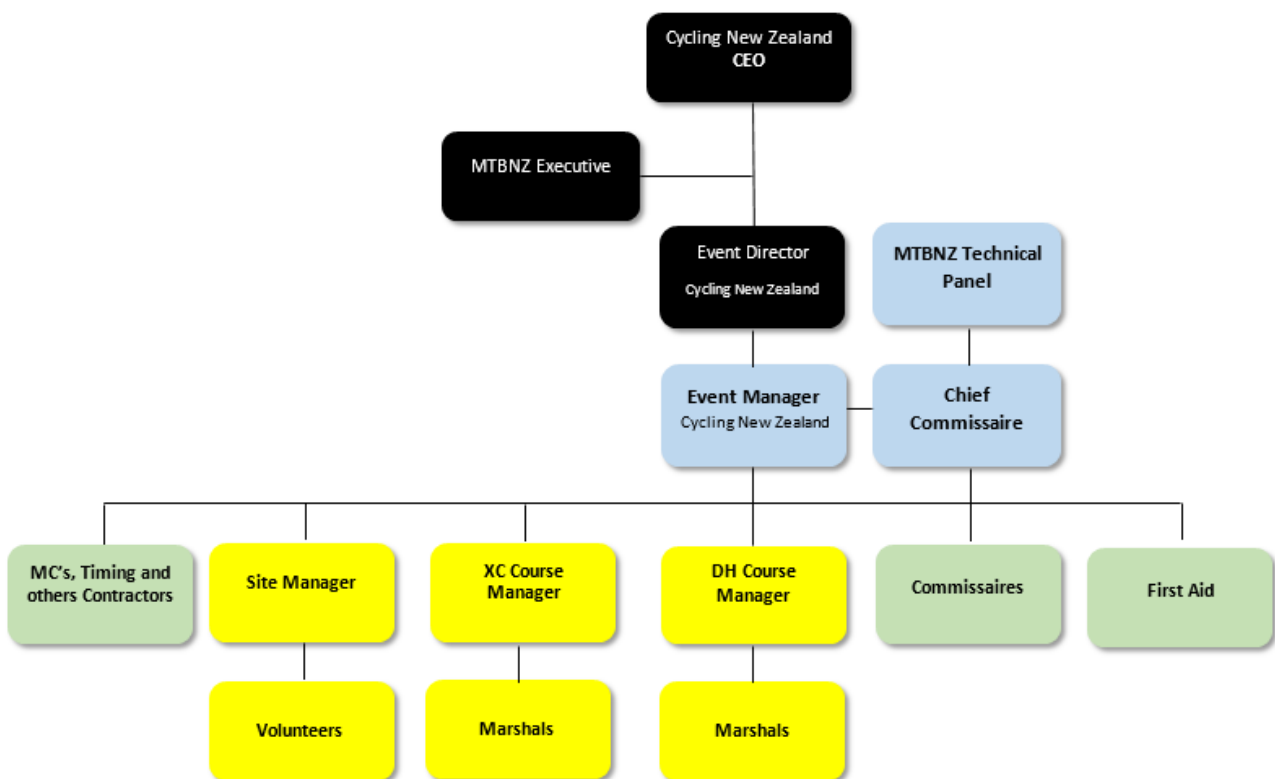 Cycling New Zealand
CEO
MTBNZ Executive
Event Director
Cycling New Zealand
MTBNZ Technical
Panel
Event Manager
Cycling New Zealand
Chief
Commissaire
MC's, Timing and
others Contractors
Site Manager
XC Course
Manager
DH Course
Manager
Commissaires
First Aid
Volunteers
Marshals
Marshals